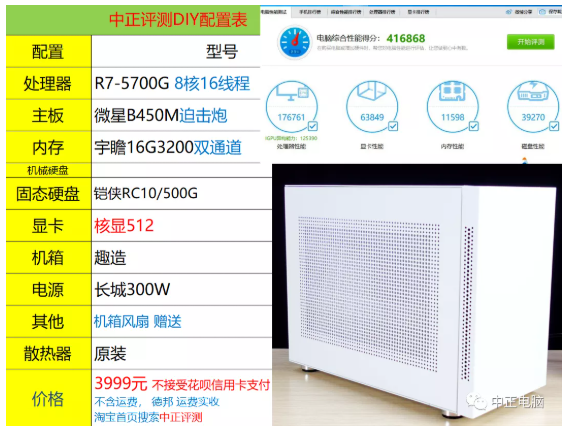 中正评测DIY配置表
配置 型号
处理器 R7-5700G 8核16线程
主板 微星B450M迫击炮
内存 宇瞻16G3200双通道
机械硬盘
固态硬盘 铠侠RC10/500G
显卡 核显512
机箱 趣造
电源 长城300W
其他 机箱风扇 赠送
散热器 原装
价格 3999元 不接受花呗信用卡支付
不含运费， 德邦 运费实收
淘宝首页搜索中正评测
电脑综合性能得分： 416868
开始评测
176761
63849
11598
39270
处理器性能
显卡性能
内存性能
磁盘性能
中正电脑